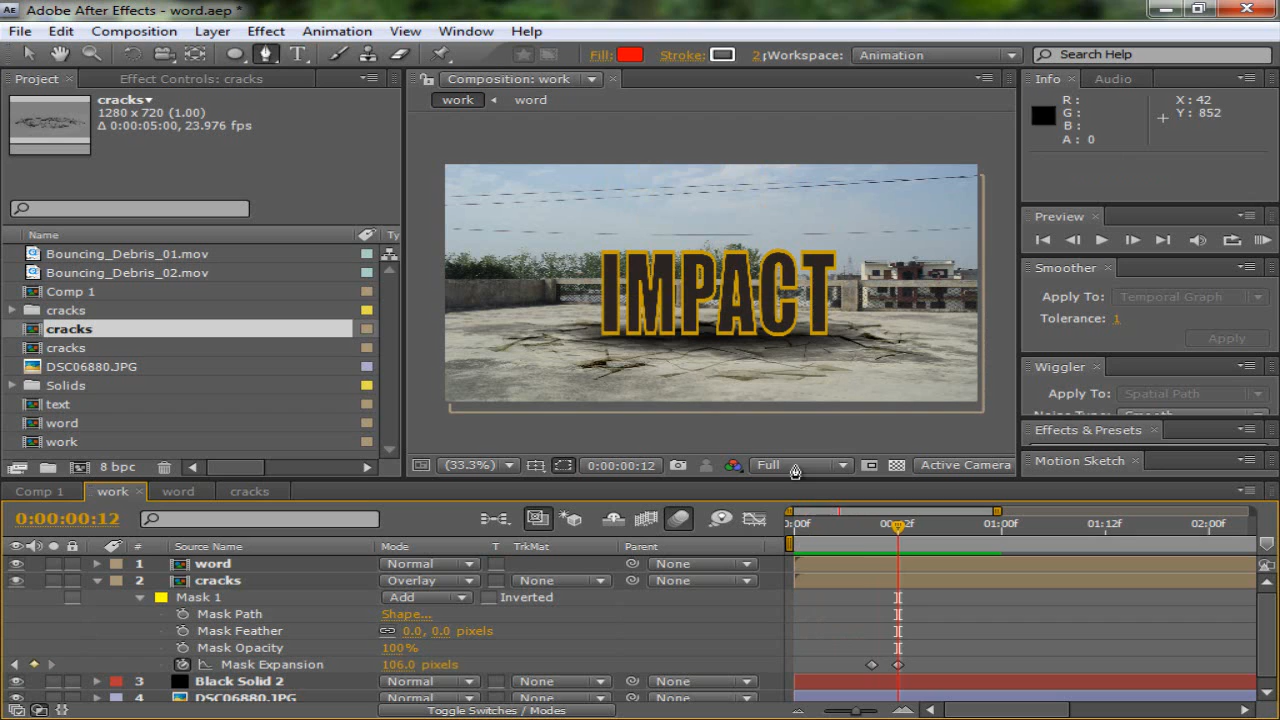 AE Adobe After Effects - word.aep *
File Edit Composition Layer Effect Animation View Window Help
Fill: Stroke: 2 Workspace: Animation Search Help
Project Effect Controls: cracks Composition: work Info Audio
cracks▾
1280 x 720 (1.00)
Δ 0:00:05:00, 23.976 fps
work word
R: G: B: A: 0
X: 42
Y: 852
Name Ty
Bouncing_Debris_01.mov
Bouncing_Debris_02.mov
Comp 1
cracks
cracks
cracks
DSC06880.JPG
Solids
text
word
work
8 bpc
IMPACT
(33.3%) 0:00:00:12 Full Active Camera
Preview
Smoother
Apply To: Temporal Graph
Tolerance: 1
Apply
Wiggler
Apply To: Spatial Path
Effects & Presets
Motion Sketch
Comp 1 work word cracks
0:00:00:12
:00f 00:12f 01:00f 01:12f 02:00f
# Source Name Mode T TrkMat Parent
1 word Normal None
2 cracks Overlay None None
Mask 1 Add Inverted
Mask Path Shape...
Mask Feather 0.0, 0.0 pixels
Mask Opacity 100%
Mask Expansion 106.0 pixels
3 Black Solid 2 Normal None None
4 DSC06880.JPG Normal None None
Toggle Switches / Modes